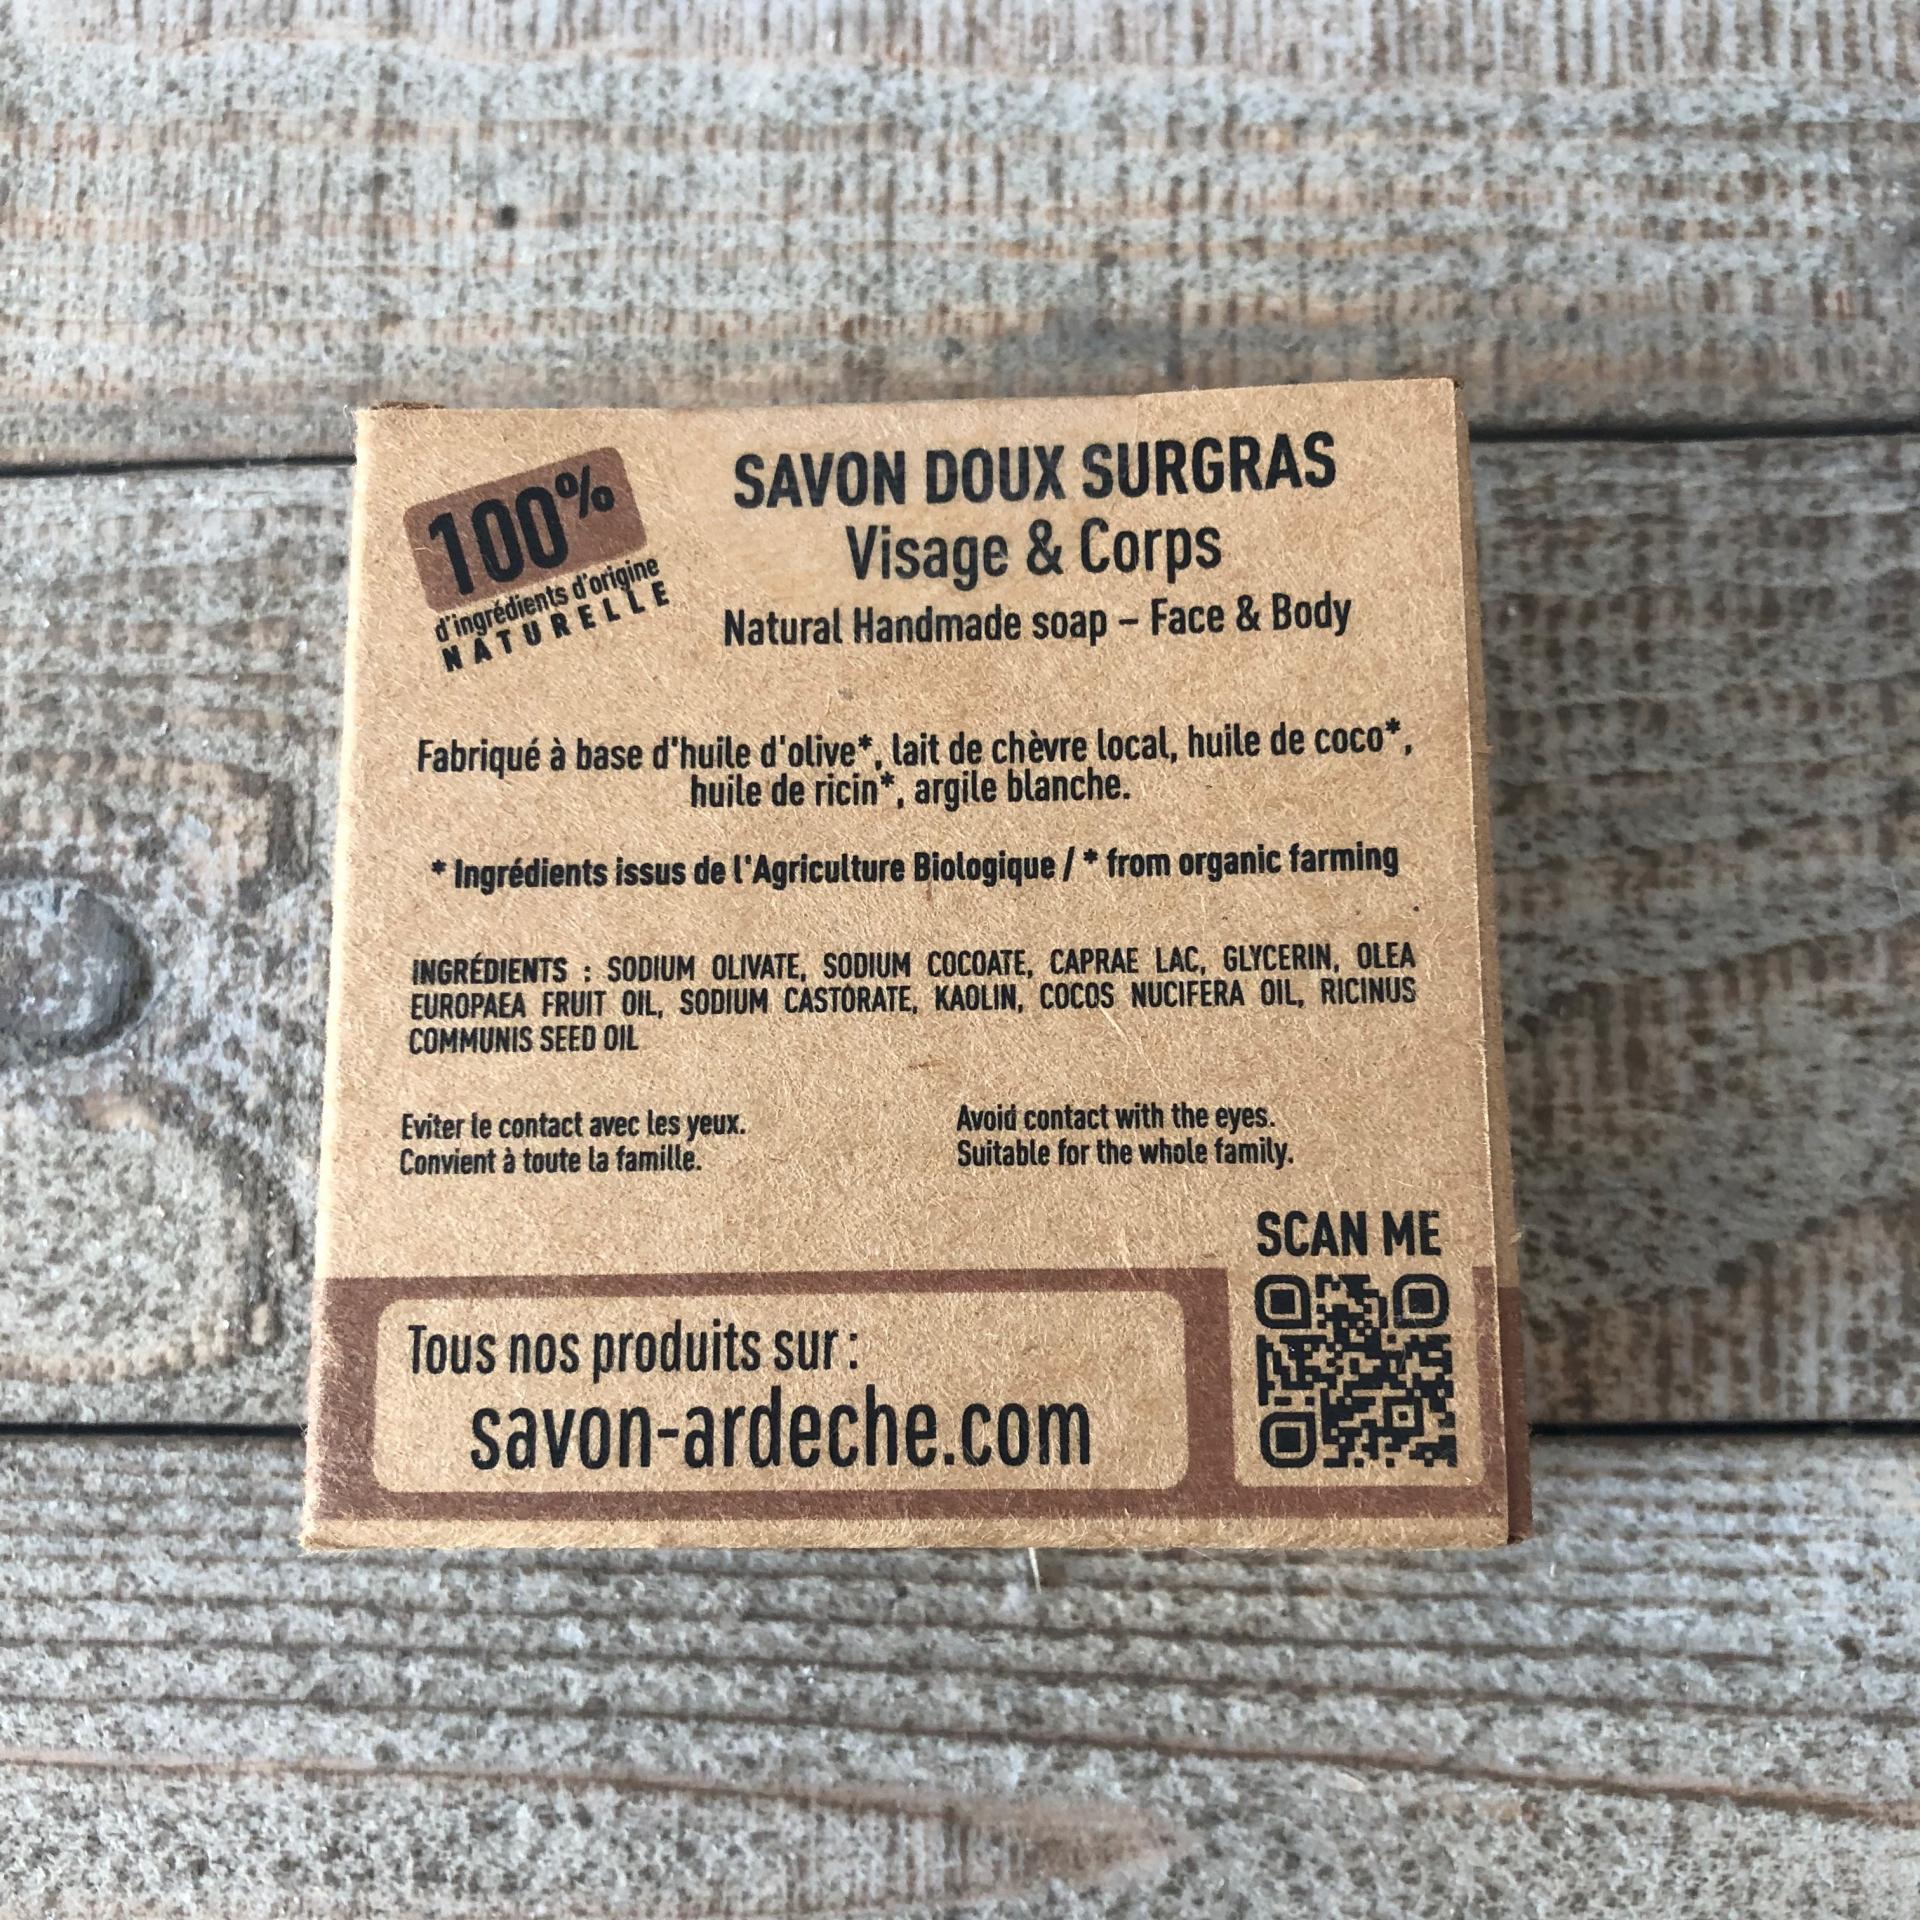 100%
d'ingrédients d'origine
NATURELLE
SAVON DOUX SURGRAS
Visage & Corps
Natural Handmade soap – Face & Body
Fabriqué à base d'huile d'olive*, lait de chèvre local, huile de coco*,
huile de ricin*, argile blanche.
* Ingrédients issus de l'Agriculture Biologique / * from organic farming
INGRÉDIENTS : SODIUM OLIVATE, SODIUM COCOATE, CAPRAE LAC, GLYCERIN, OLEA
EUROPAEA FRUIT OIL, SODIUM CASTORATE, KAOLIN, COCOS NUCIFERA OIL, RICINUS
COMMUNIS SEED OIL
Eviter le contact avec les yeux.
Convient à toute la famille.
Avoid contact with the eyes.
Suitable for the whole family.
SCAN ME
Tous nos produits sur :
savon-ardeche.com